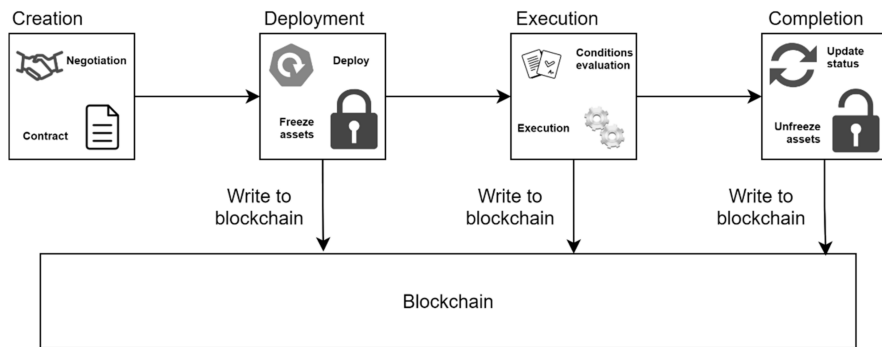 Creation
Negotiation
Contract
Deployment
Deploy
Freeze
assets
Execution
Conditions
evaluation
Execution
Completion
Update
status
Unfreeze
assets
Write to
blockchain
Write to
blockchain
Write to
blockchain
Blockchain